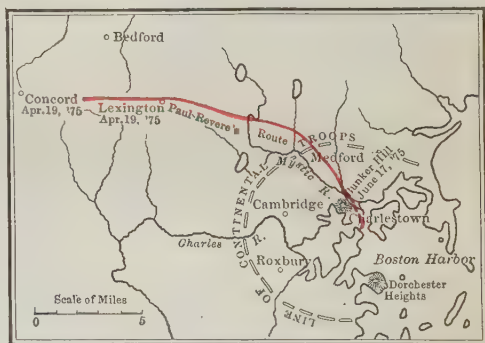 Bedford
Concord
Apr. 19, '75
Lexington
Apr. 19, '75
Paul Revere's
Route
LINE OF CONTINENTAL TROOPS
Medford
Mystic R.
Bunker Hill
June 17, '75
Cambridge
Charlestown
Charles R.
Boston Harbor
Roxbury
Dorchester
Heights
Scale of Miles
0 5